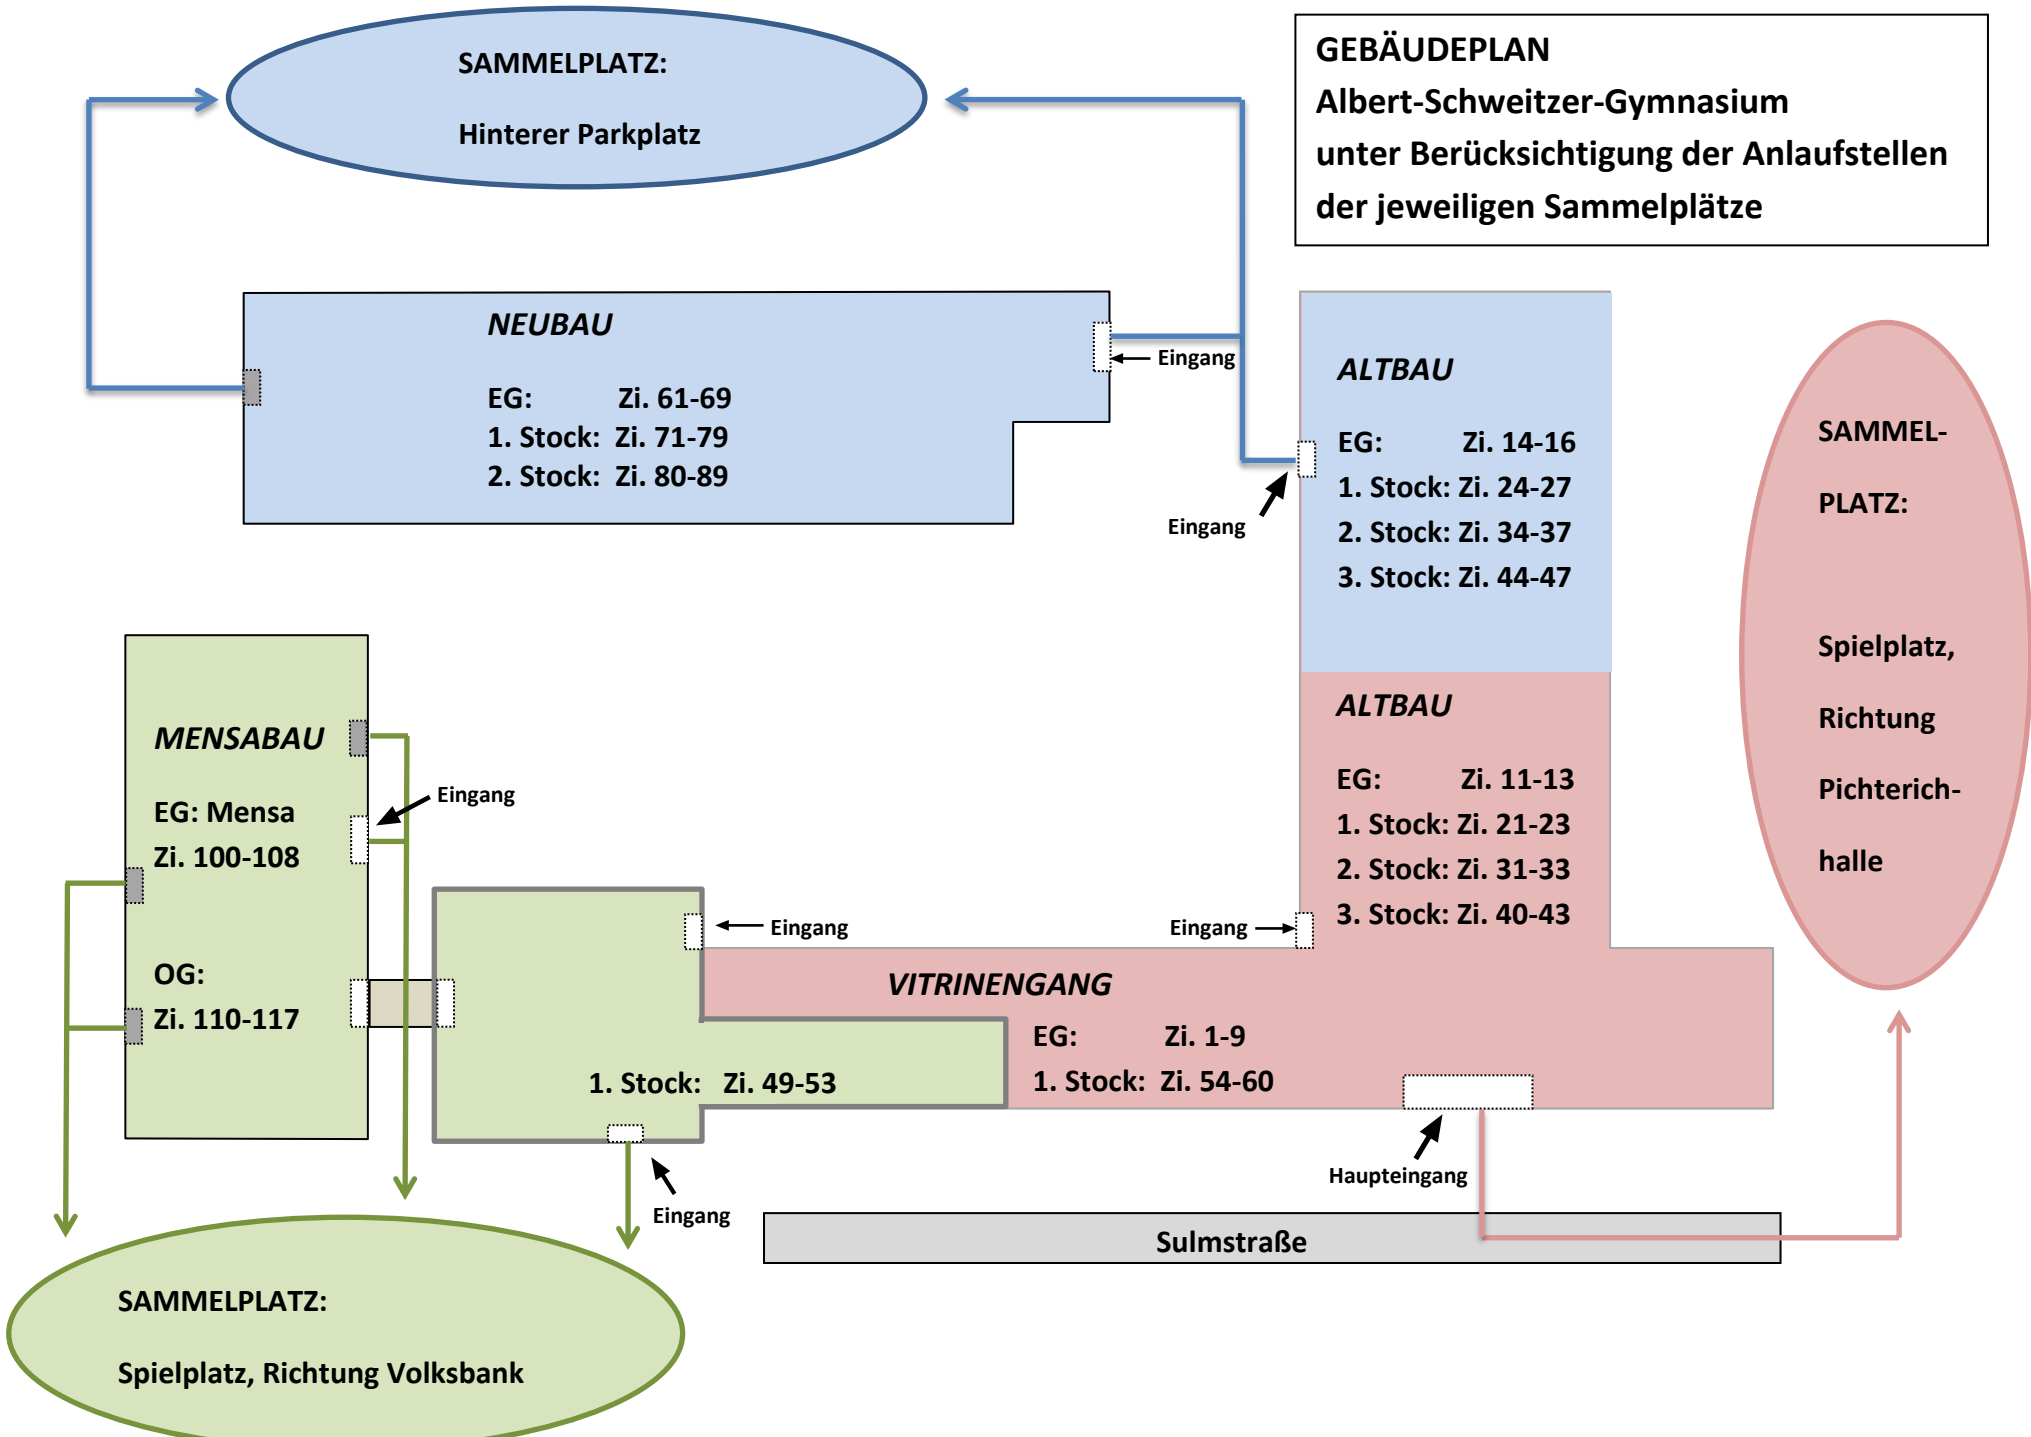 SAMMELPLATZ:
Hinterer Parkplatz
GEBÄUDEPLAN
Albert-Schweitzer-Gymnasium
unter Berücksichtigung der Anlaufstellen
der jeweiligen Sammelplätze
NEUBAU
EG: Zi. 61-69
1. Stock: Zi. 71-79
2. Stock: Zi. 80-89
Eingang
Eingang
ALTBAU
EG: Zi. 14-16
1. Stock: Zi. 24-27
2. Stock: Zi. 34-37
3. Stock: Zi. 44-47
SAMMEL-
PLATZ:
Spielplatz,
Richtung
Pichterich-
halle
ALTBAU
EG: Zi. 11-13
1. Stock: Zi. 21-23
2. Stock: Zi. 31-33
3. Stock: Zi. 40-43
MENSABAU
EG: Mensa
Zi. 100-108
OG:
Zi. 110-117
Eingang
Eingang
Eingang
VITRINENGANG
EG: Zi. 1-9
1. Stock: Zi. 54-60
1. Stock: Zi. 49-53
Eingang
Haupteingang
Sulmstraße
SAMMELPLATZ:
Spielplatz, Richtung Volksbank